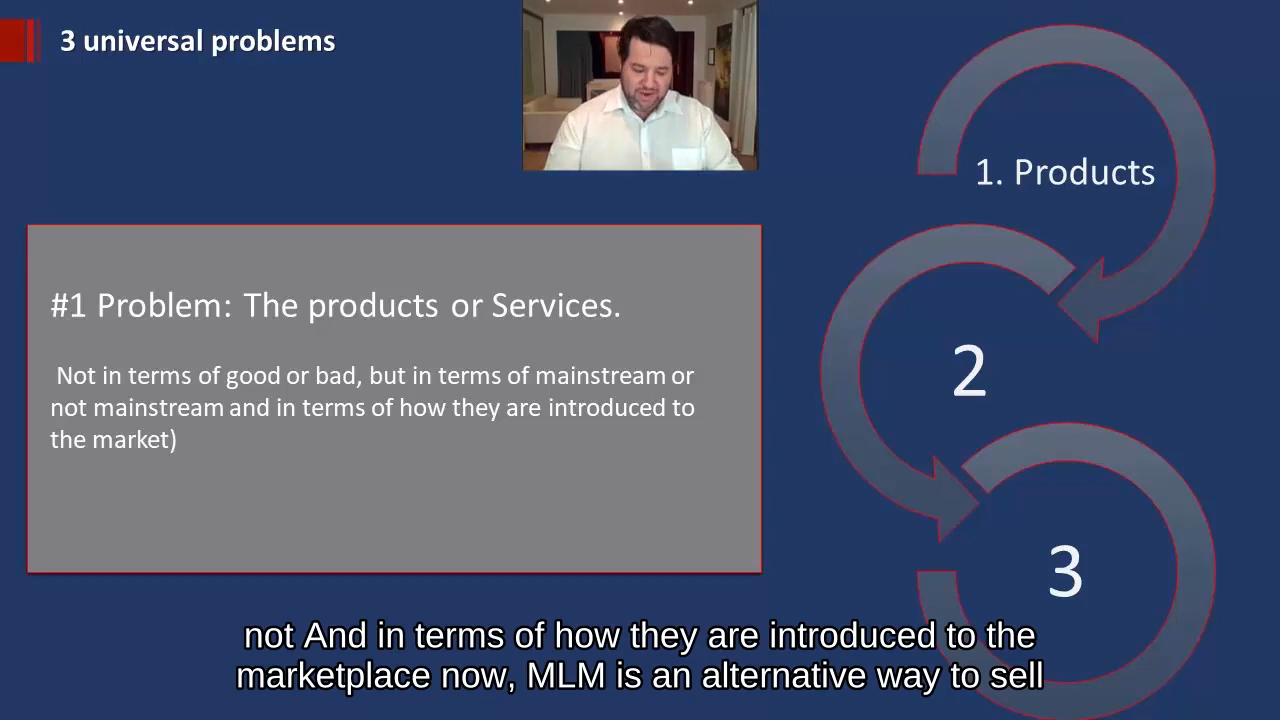 3 universal problems
1. Products
#1 Problem: The products or Services.
Not in terms of good or bad, but in terms of mainstream or
not mainstream and in terms of how they are introduced to
the market)
2
3
not And in terms of how they are introduced to the
marketplace now, MLM is an alternative way to sell